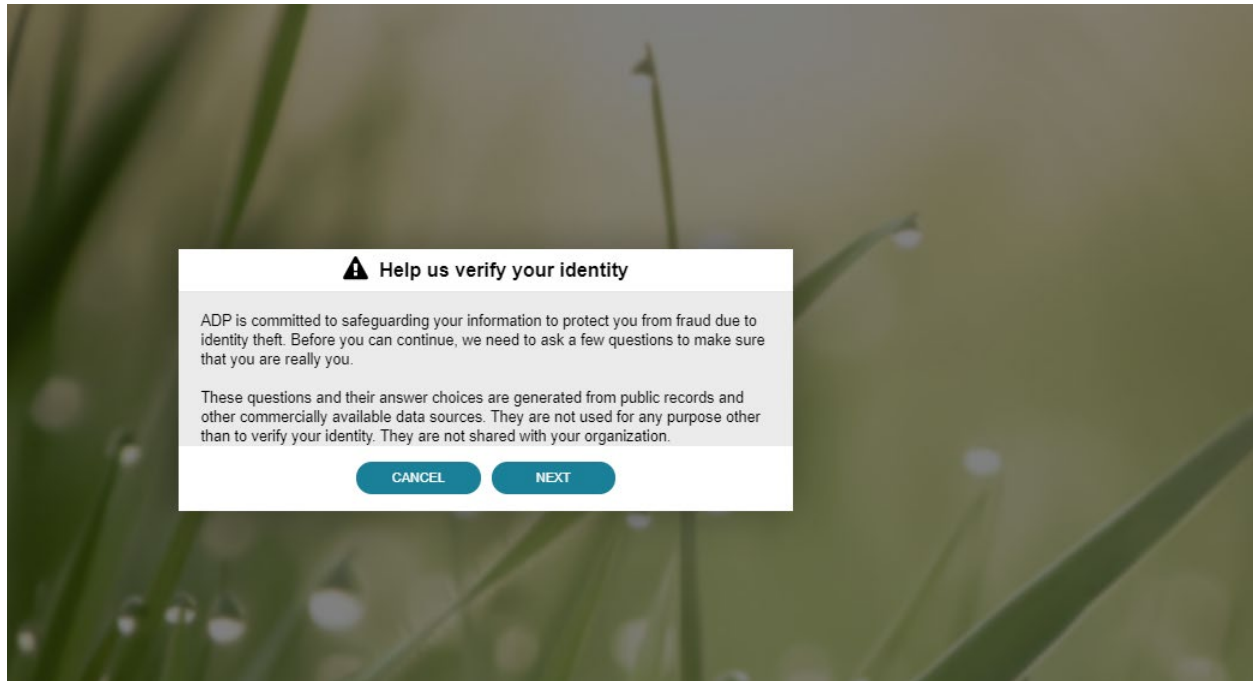 Help us verify your identity
ADP is committed to safeguarding your information to protect you from fraud due to
identity theft. Before you can continue, we need to ask a few questions to make sure
that you are really you.
These questions and their answer choices are generated from public records and
other commercially available data sources. They are not used for any purpose other
than to verify your identity. They are not shared with your organization.
CANCEL NEXT